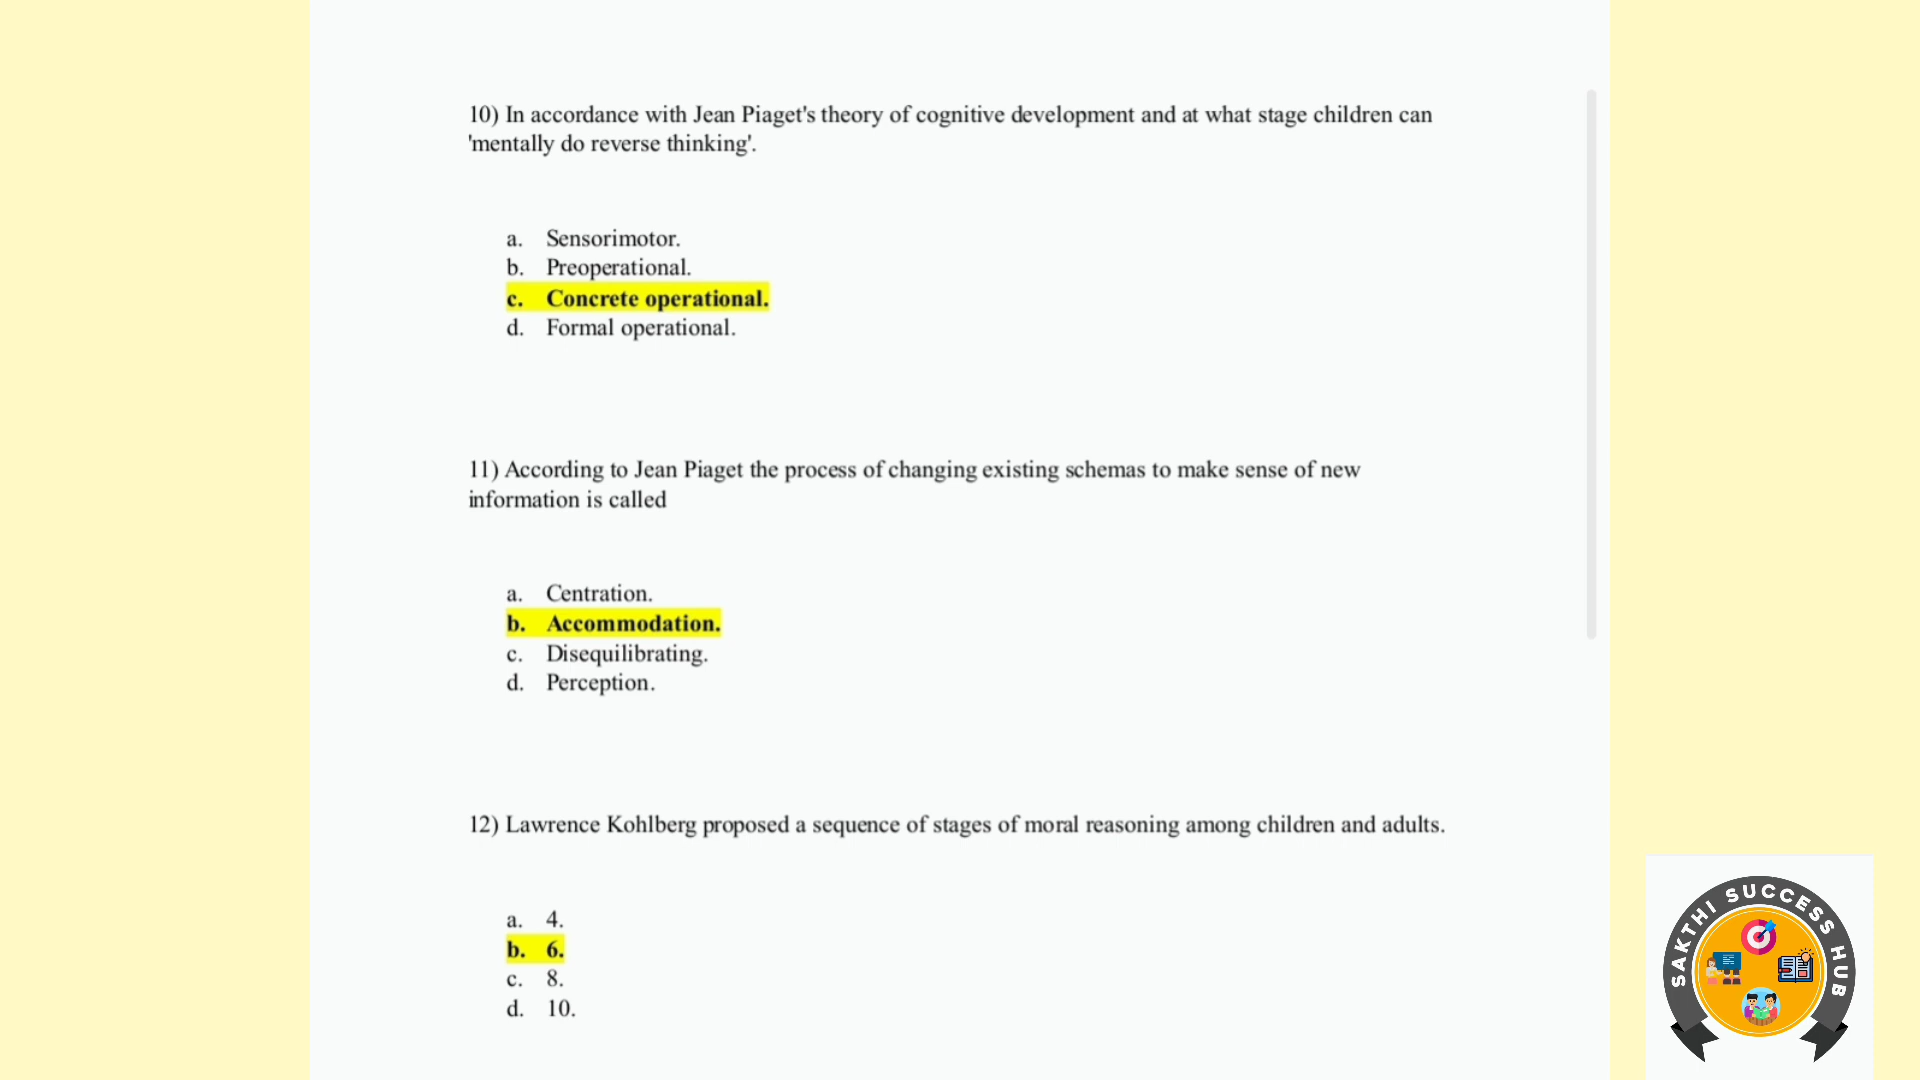 10) In accordance with Jean Piaget's theory of cognitive development and at what stage children can
'mentally do reverse thinking'.
a. Sensorimotor.
b. Preoperational.
c. Concrete operational.
d. Formal operational.
11) According to Jean Piaget the process of changing existing schemas to make sense of new
information is called
a. Centration.
b. Accommodation.
c. Disequilibrating.
d. Perception.
12) Lawrence Kohlberg proposed a sequence of stages of moral reasoning among children and adults.
a. 4.
b. 6.
c. 8.
d. 10.
SAKTHI SUCCESS HUB